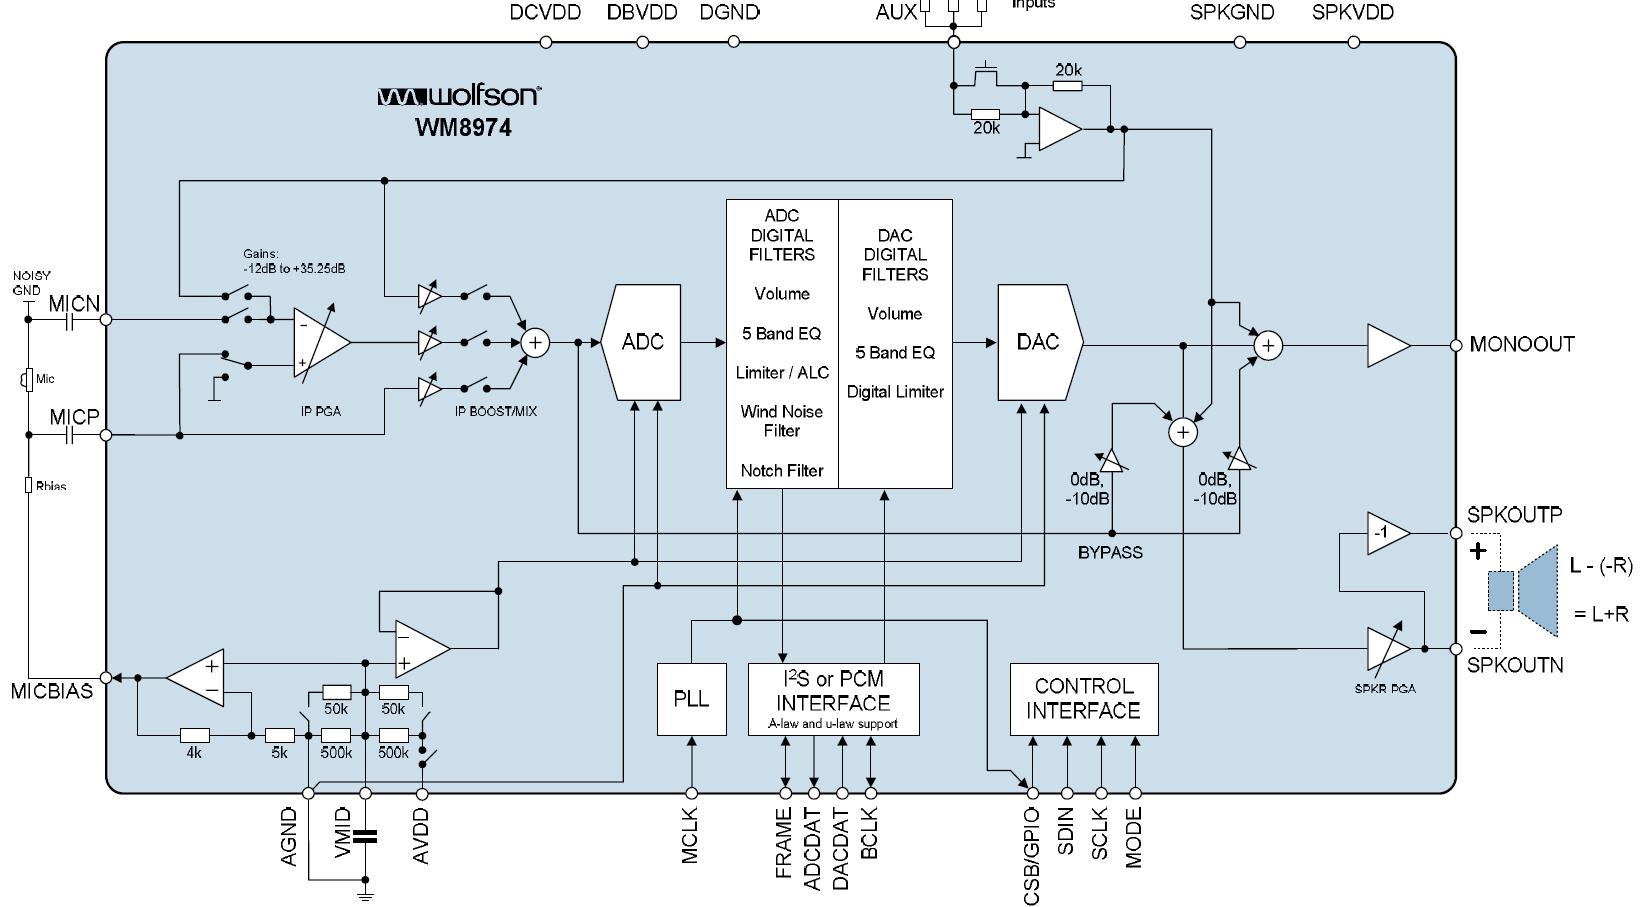 DCVDD DBVDD DGND AUX Inputs SPKGND SPKVDD
wolfson
WM8974
20k
20k
Gains:
-12dB to +35.25dB
NOISY
GND
MICN
Mic
MICP
Rbias
MICBIAS
-
+
IP PGA
IP BOOST/MIX
+
ADC
ADC
DIGITAL
FILTERS
Volume
5 Band EQ
Limiter / ALC
Wind Noise
Filter
Notch Filter
DAC
DIGITAL
FILTERS
Volume
5 Band EQ
Digital Limiter
DAC
+
+
0dB,
-10dB
0dB,
-10dB
BYPASS
MONOOUT
-1
SPKOUTP
+
L - (-R)
= L+R
-
SPKOUTN
SPKR PGA
-
+
+
-
50k 50k
4k 5k 500k 500k
PLL
I2S or PCM
INTERFACE
A-law and u-law support
CONTROL
INTERFACE
AGND
VMID
AVDD
MCLK
FRAME
ADCDAT
DACDAT
BCLK
CSB/GPIO
SDIN
SCLK
MODE